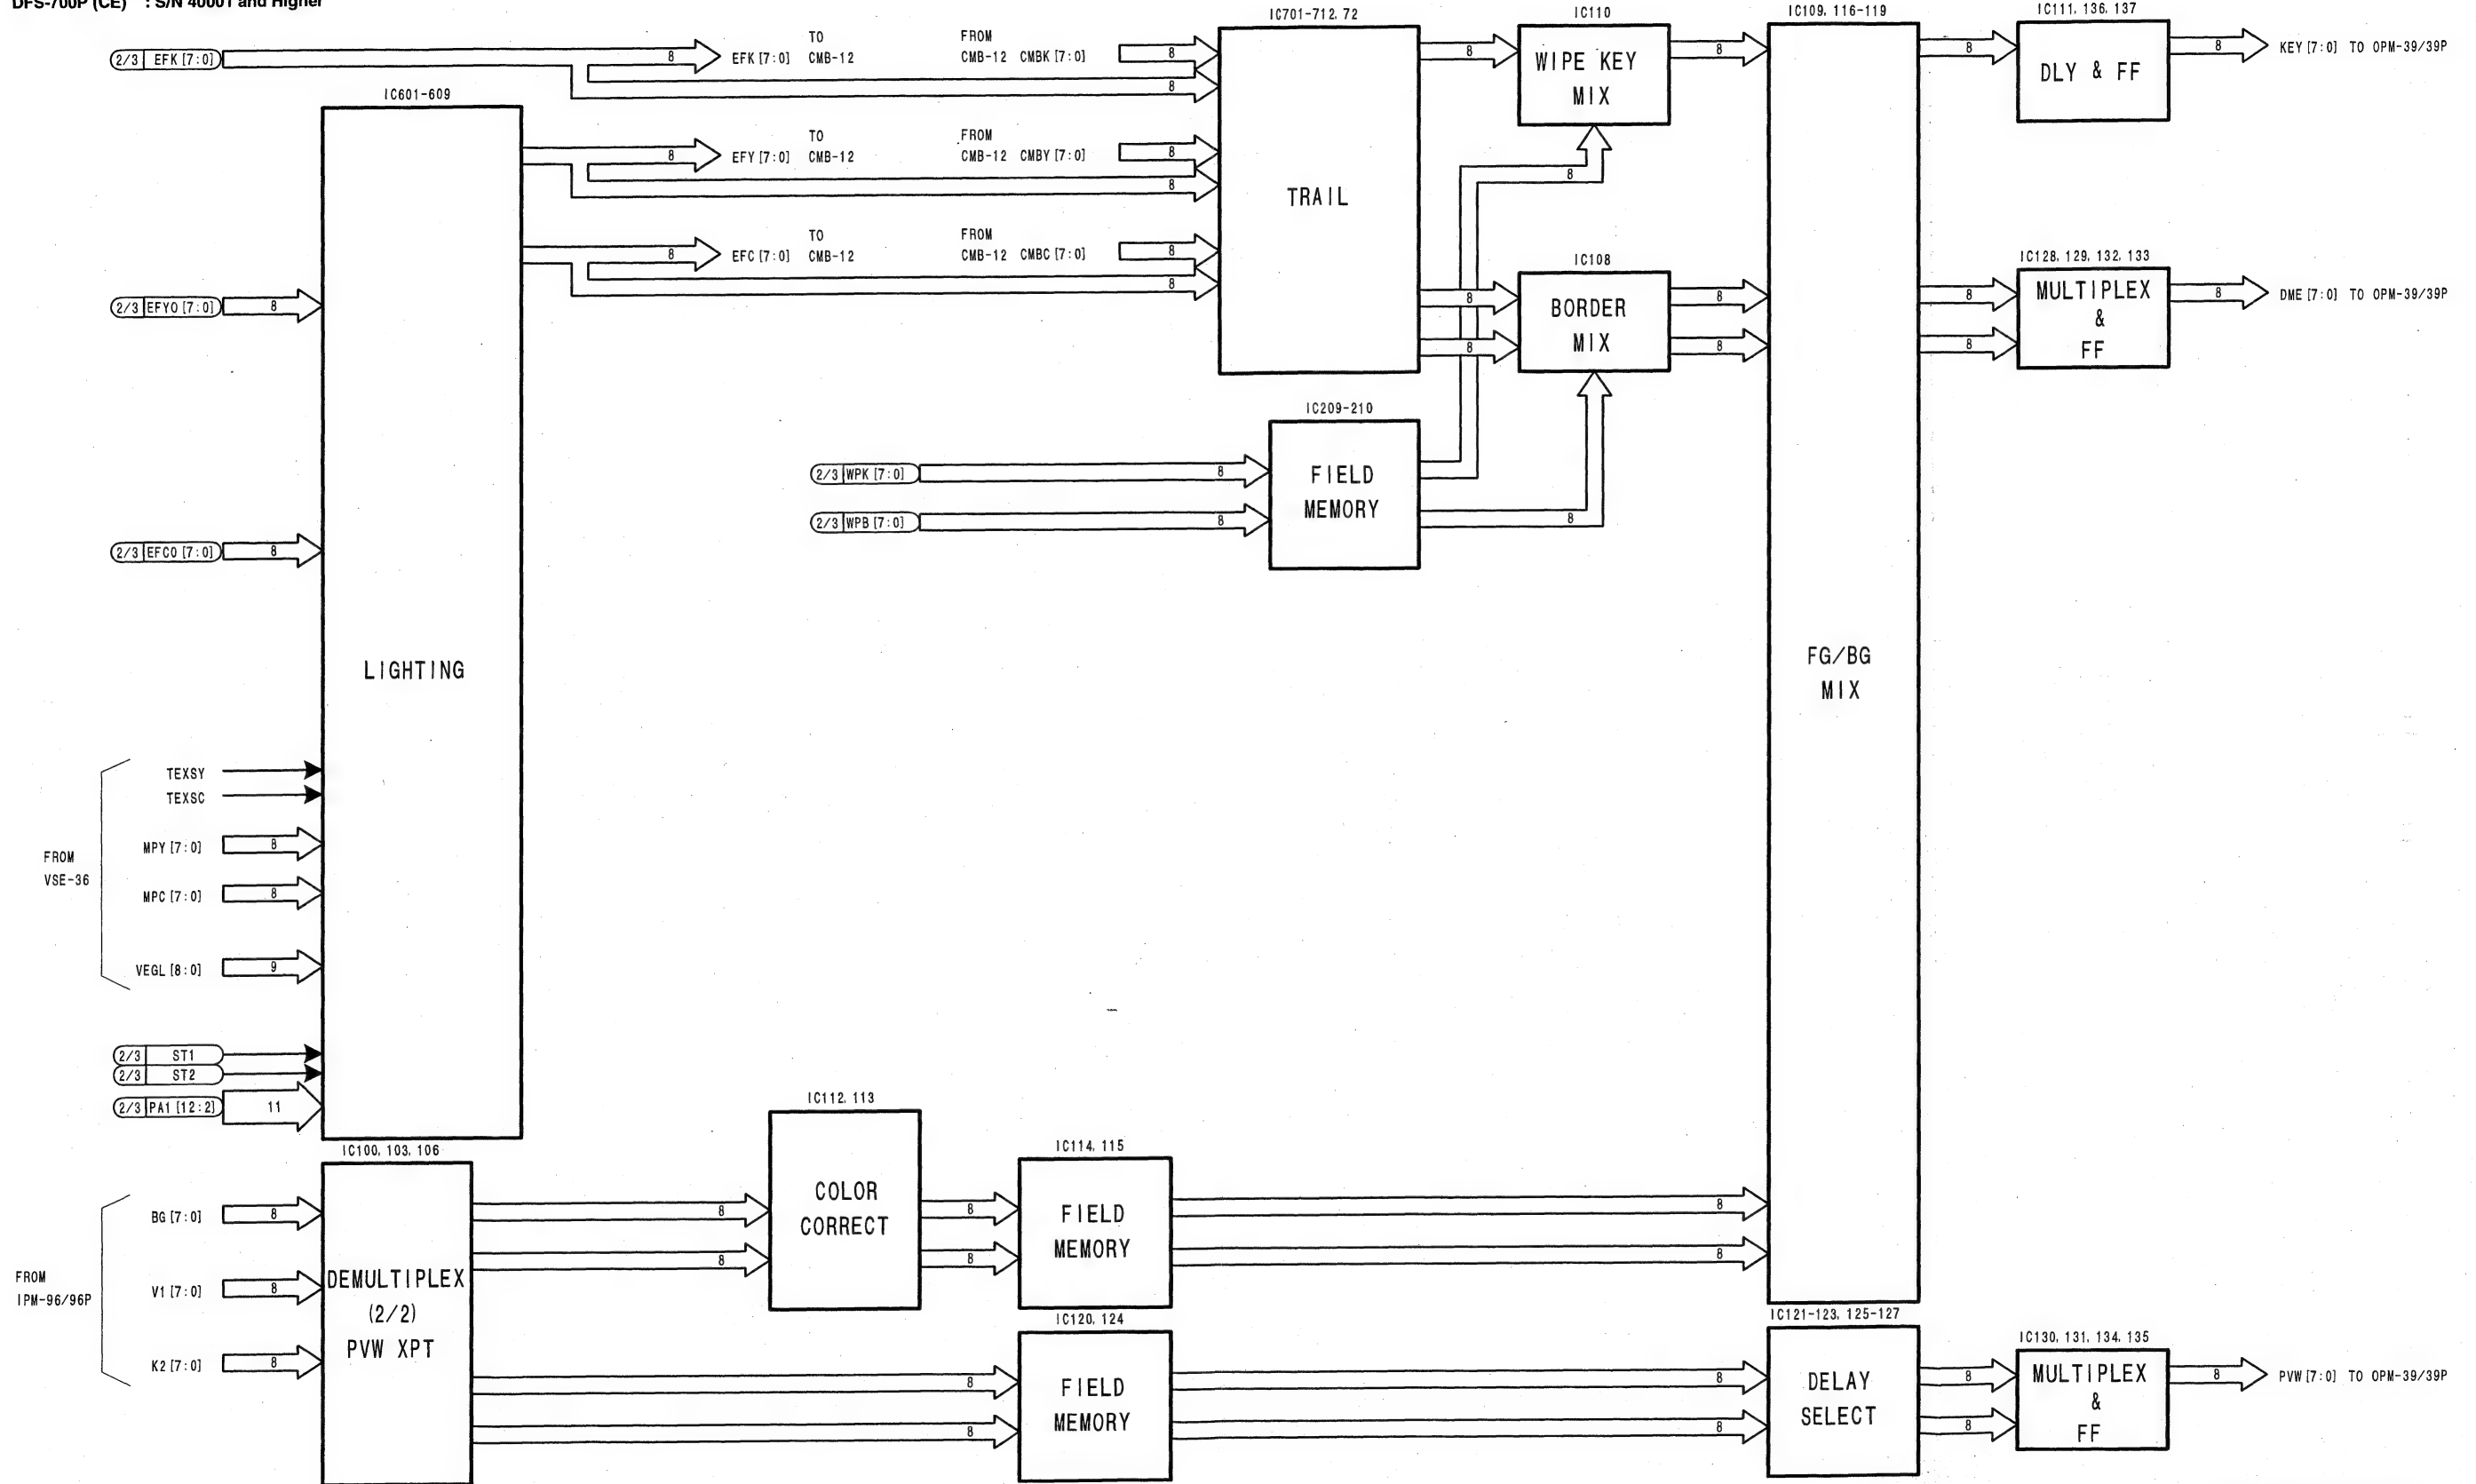 DFS-700P (CE) : S/N 40001 and Higher
2/3 EFK [7:0]
8
EFK [7:0]
TO
CMB-12
FROM
CMB-12 CMBK [7:0]
8
8
IC601-609
LIGHTING
8
EFY [7:0]
TO
CMB-12
FROM
CMB-12 CMBY [7:0]
8
8
8
EFC [7:0]
TO
CMB-12
FROM
CMB-12 CMBC [7:0]
8
8
2/3 EFYO [7:0]
8
2/3 EFCO [7:0]
8
FROM
VSE-36
TEXSY
TEXSC
MPY [7:0]
8
MPC [7:0]
8
VEGL [8:0]
9
2/3 ST1
2/3 ST2
2/3 PA1 [12:2]
11
IC701-712, 72
TRAIL
8
8
8
IC110
WIPE KEY
MIX
8
8
IC108
BORDER
MIX
8
8
8
2/3 WPK [7:0]
8
2/3 WPB [7:0]
8
IC209-210
FIELD
MEMORY
IC109, 116-119
FG/BG
MIX
8
IC111, 136, 137
DLY & FF
8
KEY [7:0] TO OPM-39/39P
8
8
IC128, 129, 132, 133
MULTIPLEX
&
FF
8
DME [7:0] TO OPM-39/39P
FROM
IPM-96/96P
BG [7:0]
8
V1 [7:0]
8
K2 [7:0]
8
IC100, 103, 106
DEMULTIPLEX
(2/2)
PVW XPT
8
8
IC112, 113
COLOR
CORRECT
8
8
IC114, 115
FIELD
MEMORY
8
8
8
8
IC120, 124
FIELD
MEMORY
8
8
IC121-123, 125-127
DELAY
SELECT
8
8
IC130, 131, 134, 135
MULTIPLEX
&
FF
8
PVW [7:0] TO OPM-39/39P